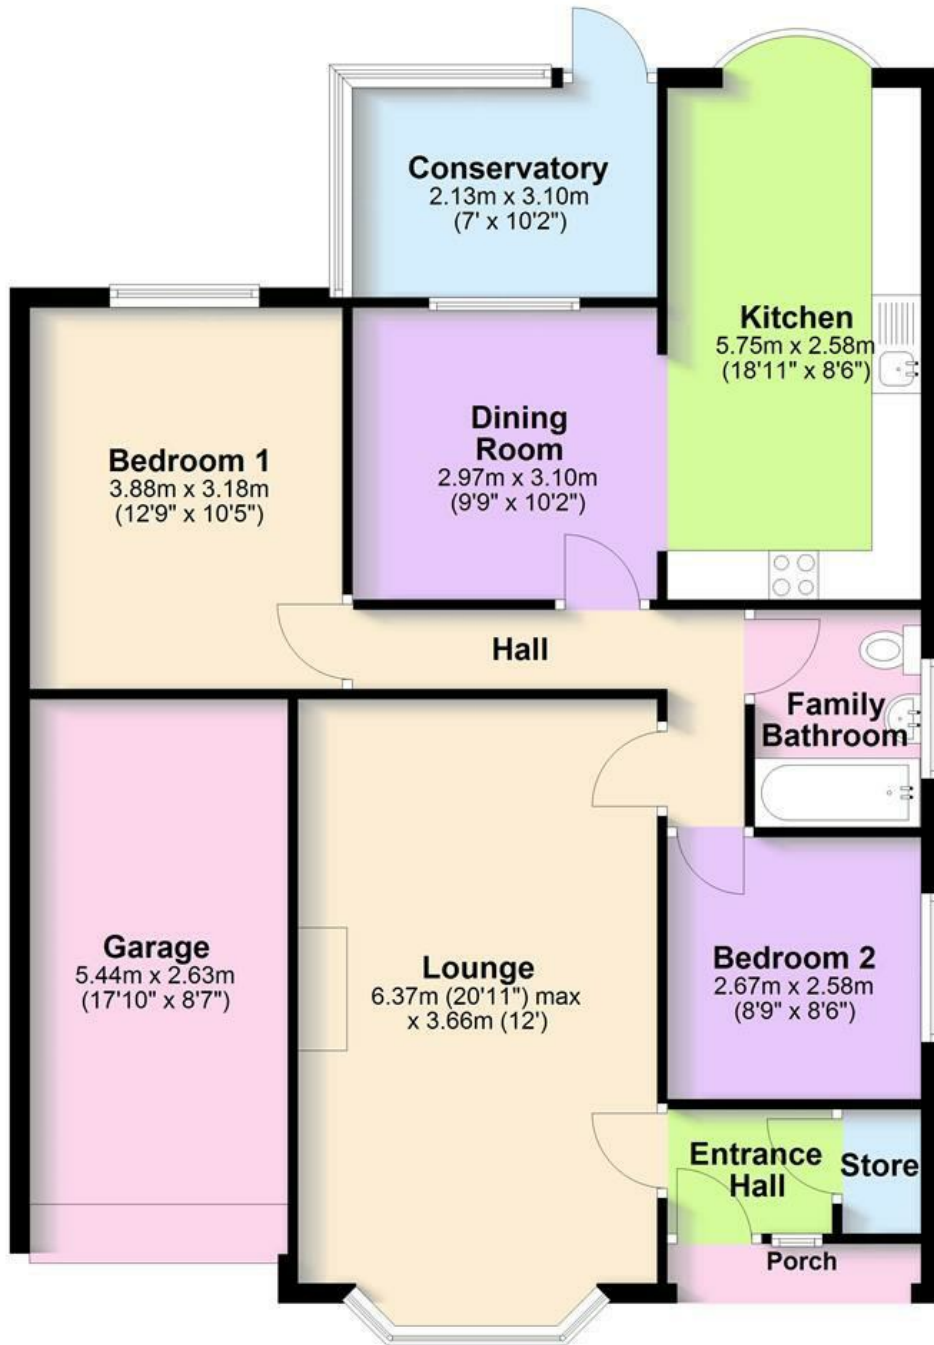 Conservatory
2.13m x 3.10m
(7' x 10'2")
Kitchen
5.75m x 2.58m
(18'11" x 8'6")
Dining
Room
2.97m x 3.10m
(9'9" x 10'2")
Bedroom 1
3.88m x 3.18m
(12'9" x 10'5")
Hall
Family
Bathroom
Garage
5.44m x 2.63m
(17'10" x 8'7")
Lounge
6.37m (20'11") max
x 3.66m (12')
Bedroom 2
2.67m x 2.58m
(8'9" x 8'6")
Entrance
Hall
Store
Porch